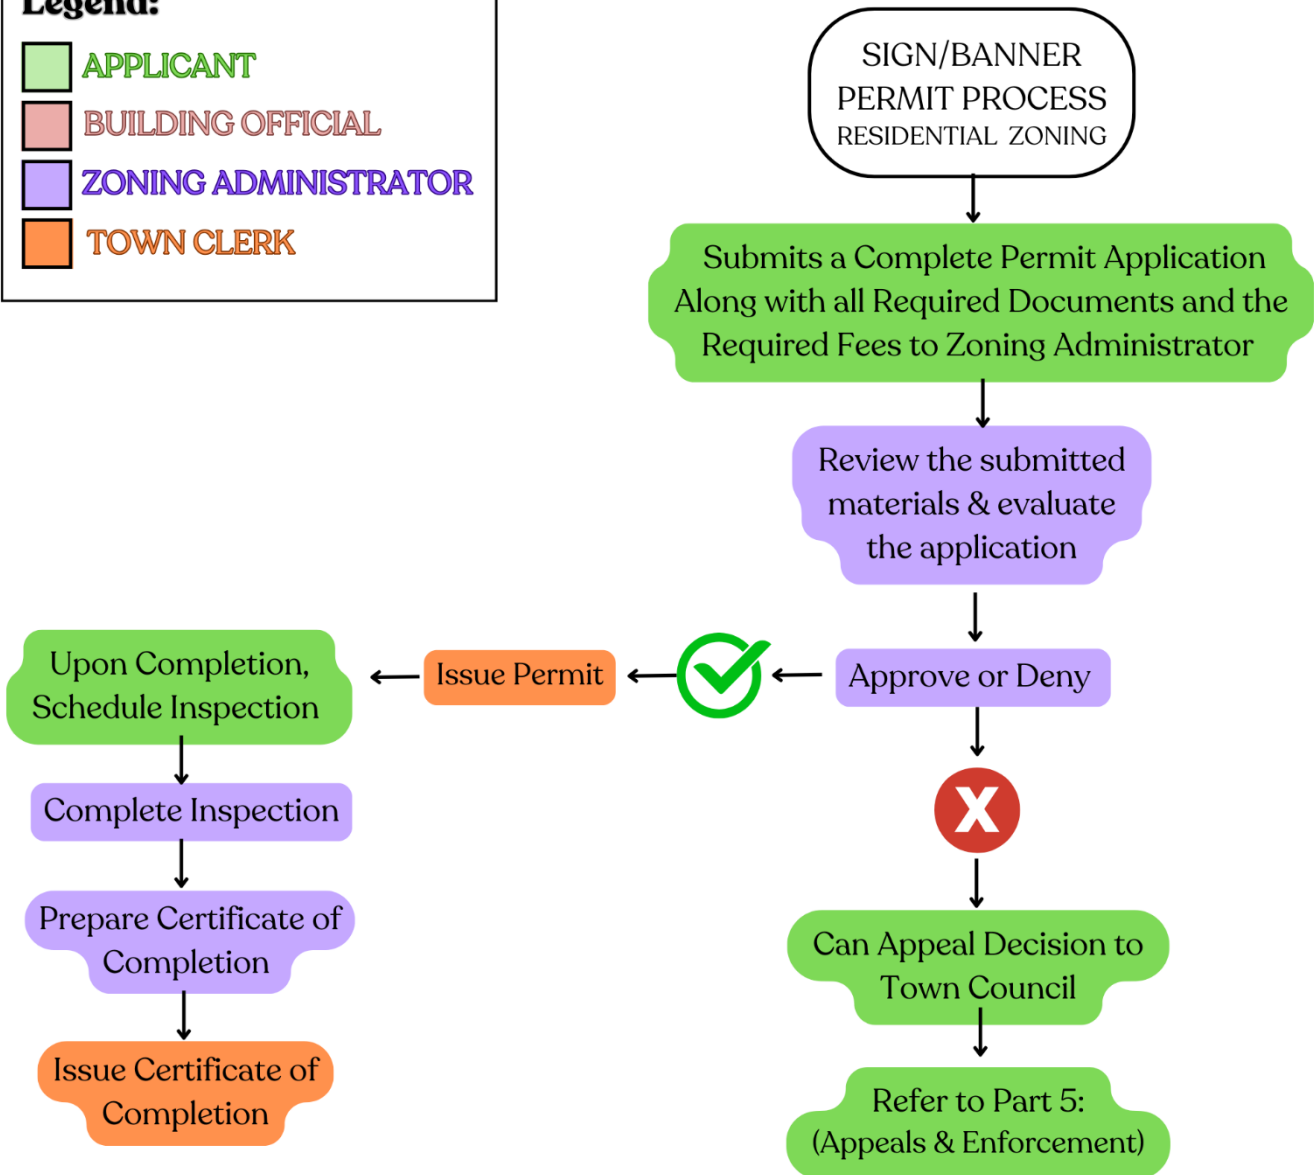 Legend:
APPLICANT
BUILDING OFFICIAL
ZONING ADMINISTRATOR
TOWN CLERK
SIGN/BANNER
PERMIT PROCESS
RESIDENTIAL ZONING
Submits a Complete Permit Application
Along with all Required Documents and the
Required Fees to Zoning Administrator
Review the submitted
materials & evaluate
the application
Approve or Deny
Issue Permit
Upon Completion,
Schedule Inspection
Complete Inspection
Prepare Certificate of
Completion
Issue Certificate of
Completion
X
Can Appeal Decision to
Town Council
Refer to Part 5:
(Appeals & Enforcement)